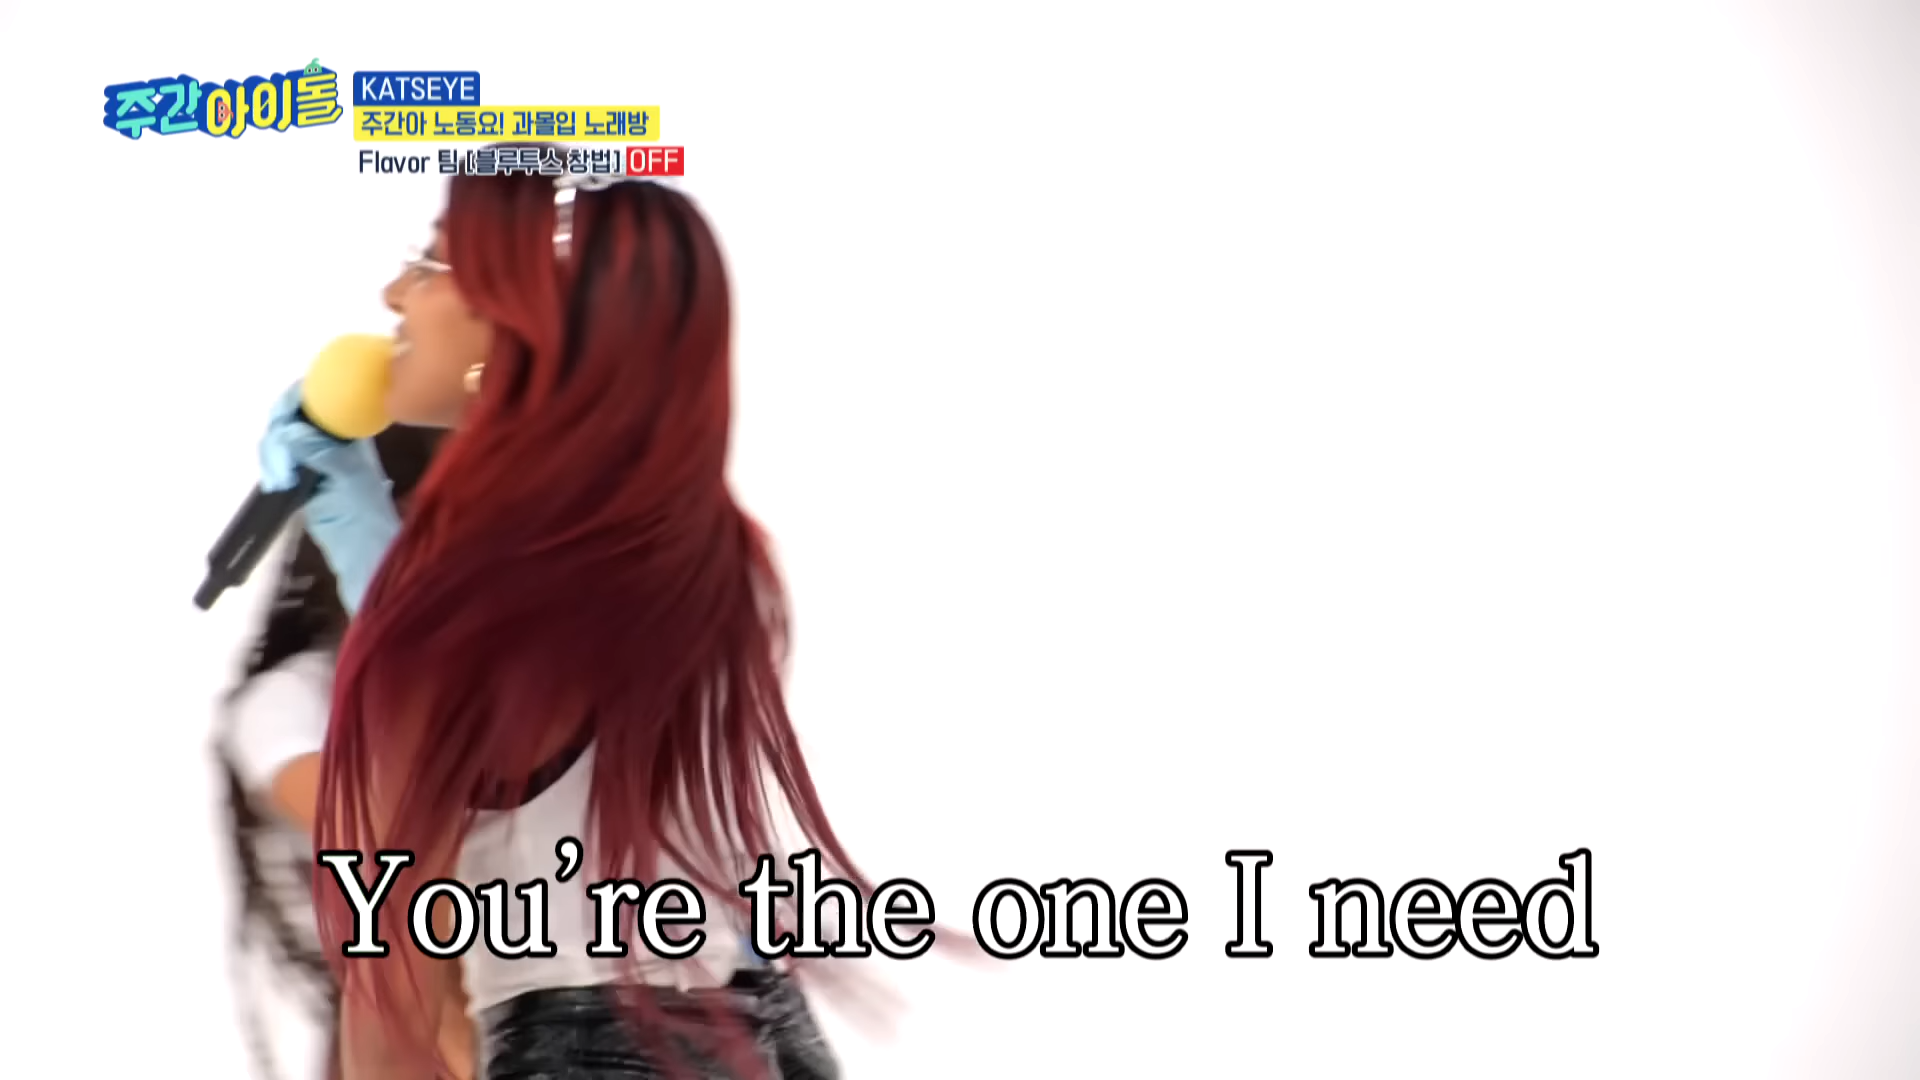 주간아이돌
KATSEYE
주간아 노동요! 과몰입 노래방
Flavor 팀 [블루투스 창법] OFF
You’re the one I need